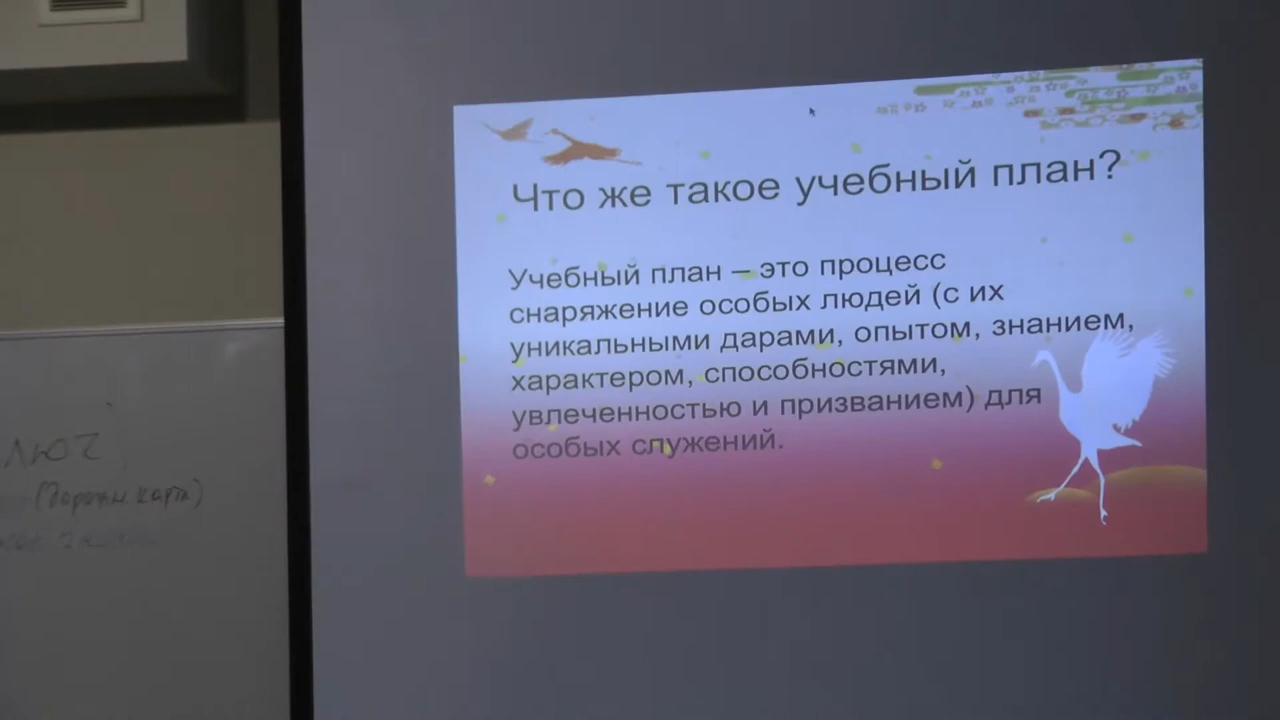 Что же такое учебный план?
Учебный план – это процесс
снаряжение особых людей (с их
уникальными дарами, опытом, знанием,
характером, способностями,
увлеченностью и призванием) для
особых служений.
люч
карта)